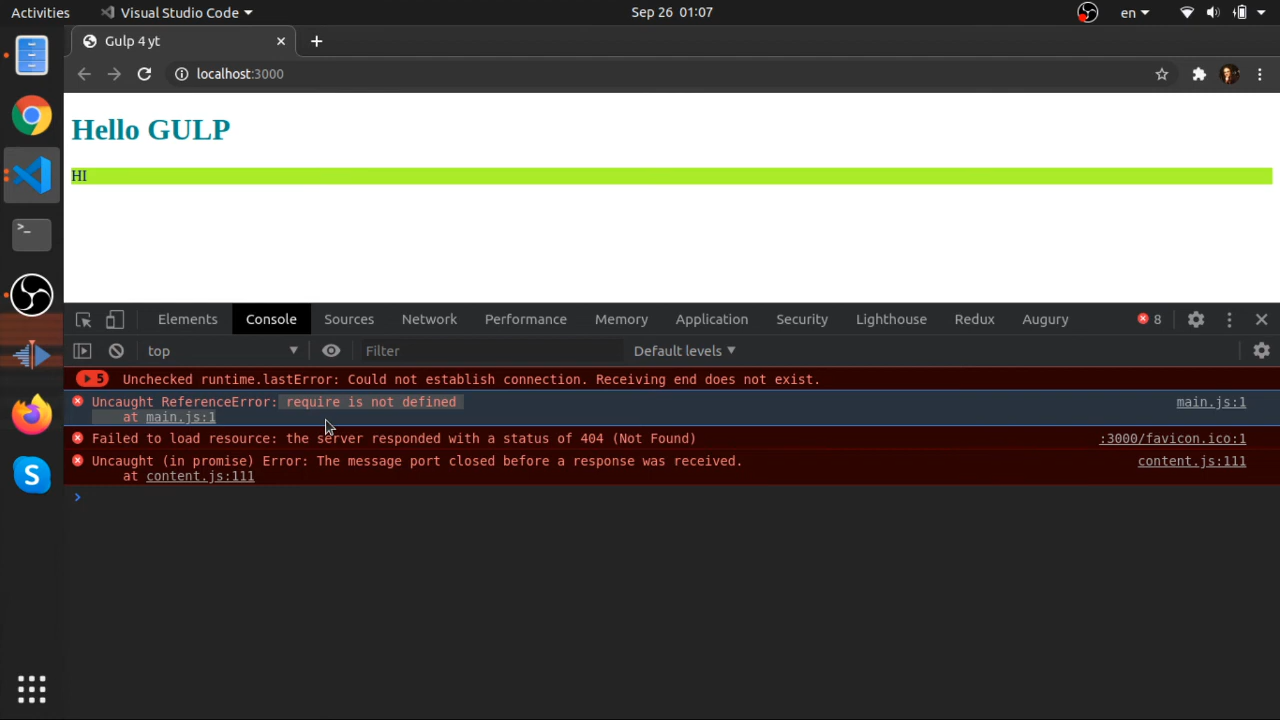 Activities
Visual Studio Code
Sep 26 01:07
en
Gulp 4 yt
localhost:3000
Hello GULP
HI
Elements
Console
Sources
Network
Performance
Memory
Application
Security
Lighthouse
Redux
Augury
8
top
Filter
Default levels
5 Unchecked runtime.lastError: Could not establish connection. Receiving end does not exist.
Uncaught ReferenceError: require is not defined main.js:1
at main.js:1
Failed to load resource: the server responded with a status of 404 (Not Found) :3000/favicon.ico:1
Uncaught (in promise) Error: The message port closed before a response was received. content.js:111
at content.js:111